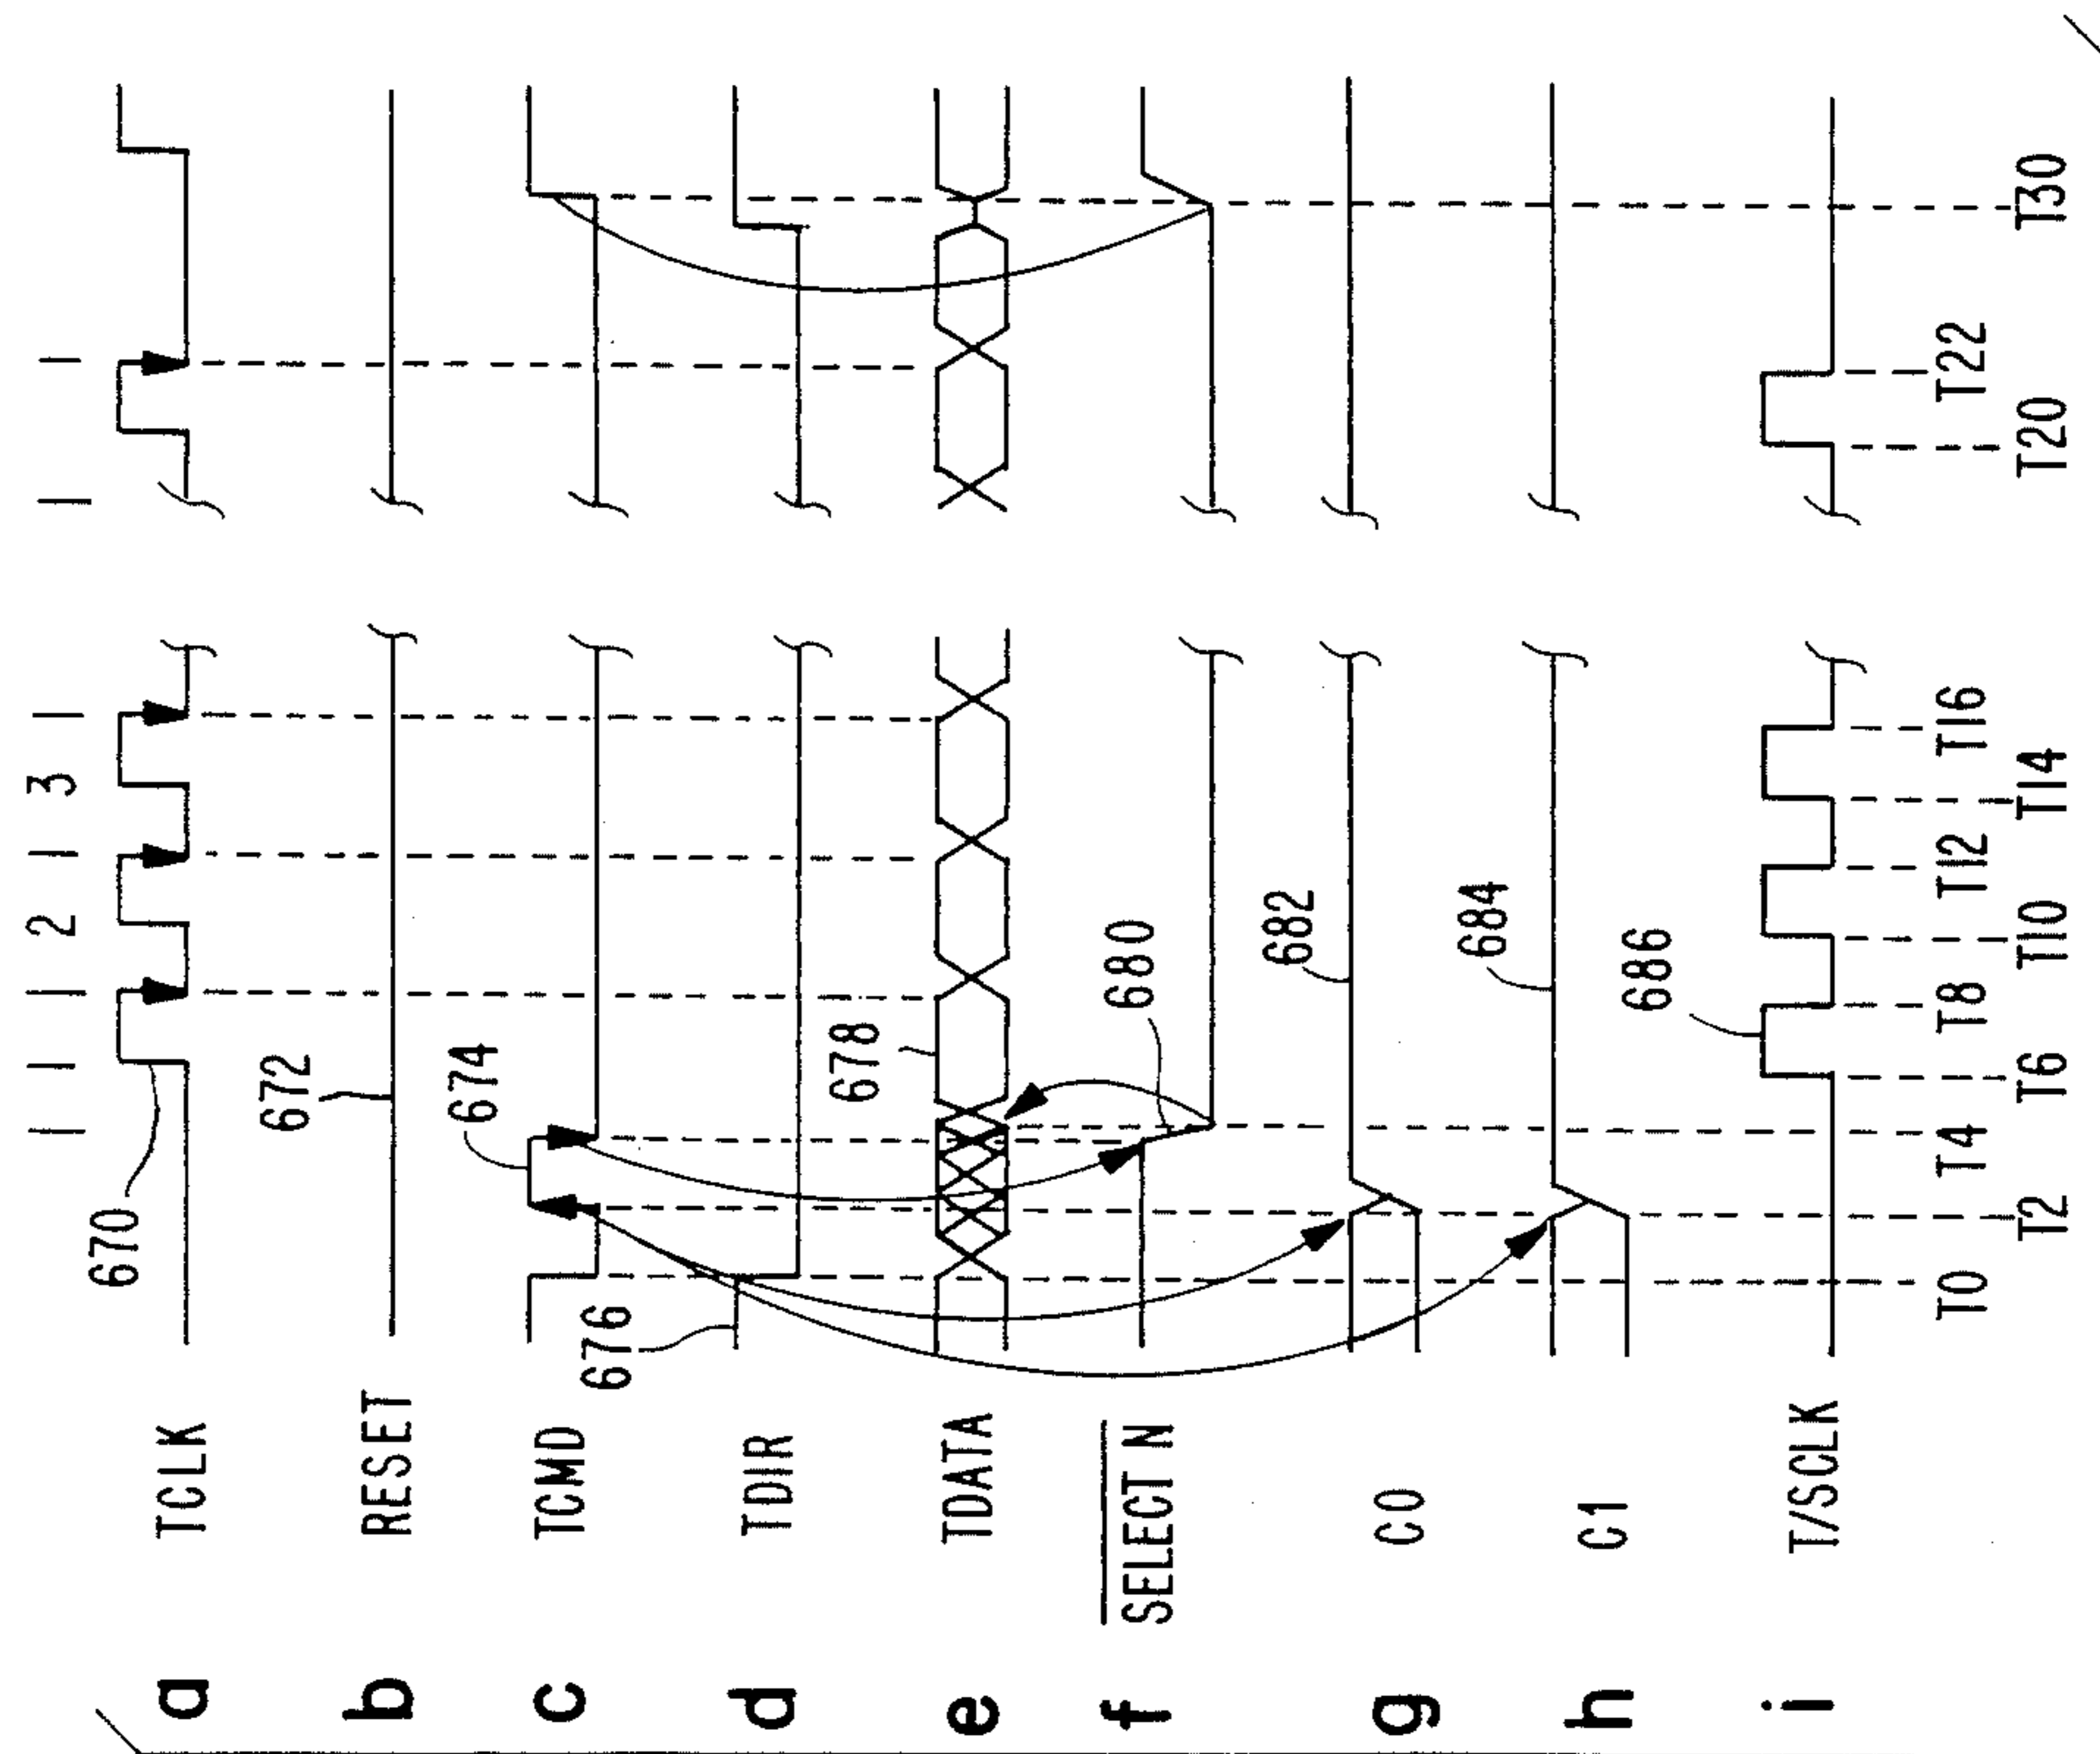 2 3
a TCLK 670
b RESET 672
c TCMD 674
d TDIR 676
e TDATA 678
f SELECT N 680
g C0 682
h C1 684
i T/SCLK 686
T0 T4 T8 T12 T16 T22
T2 T6 T10 T14 T20 T30